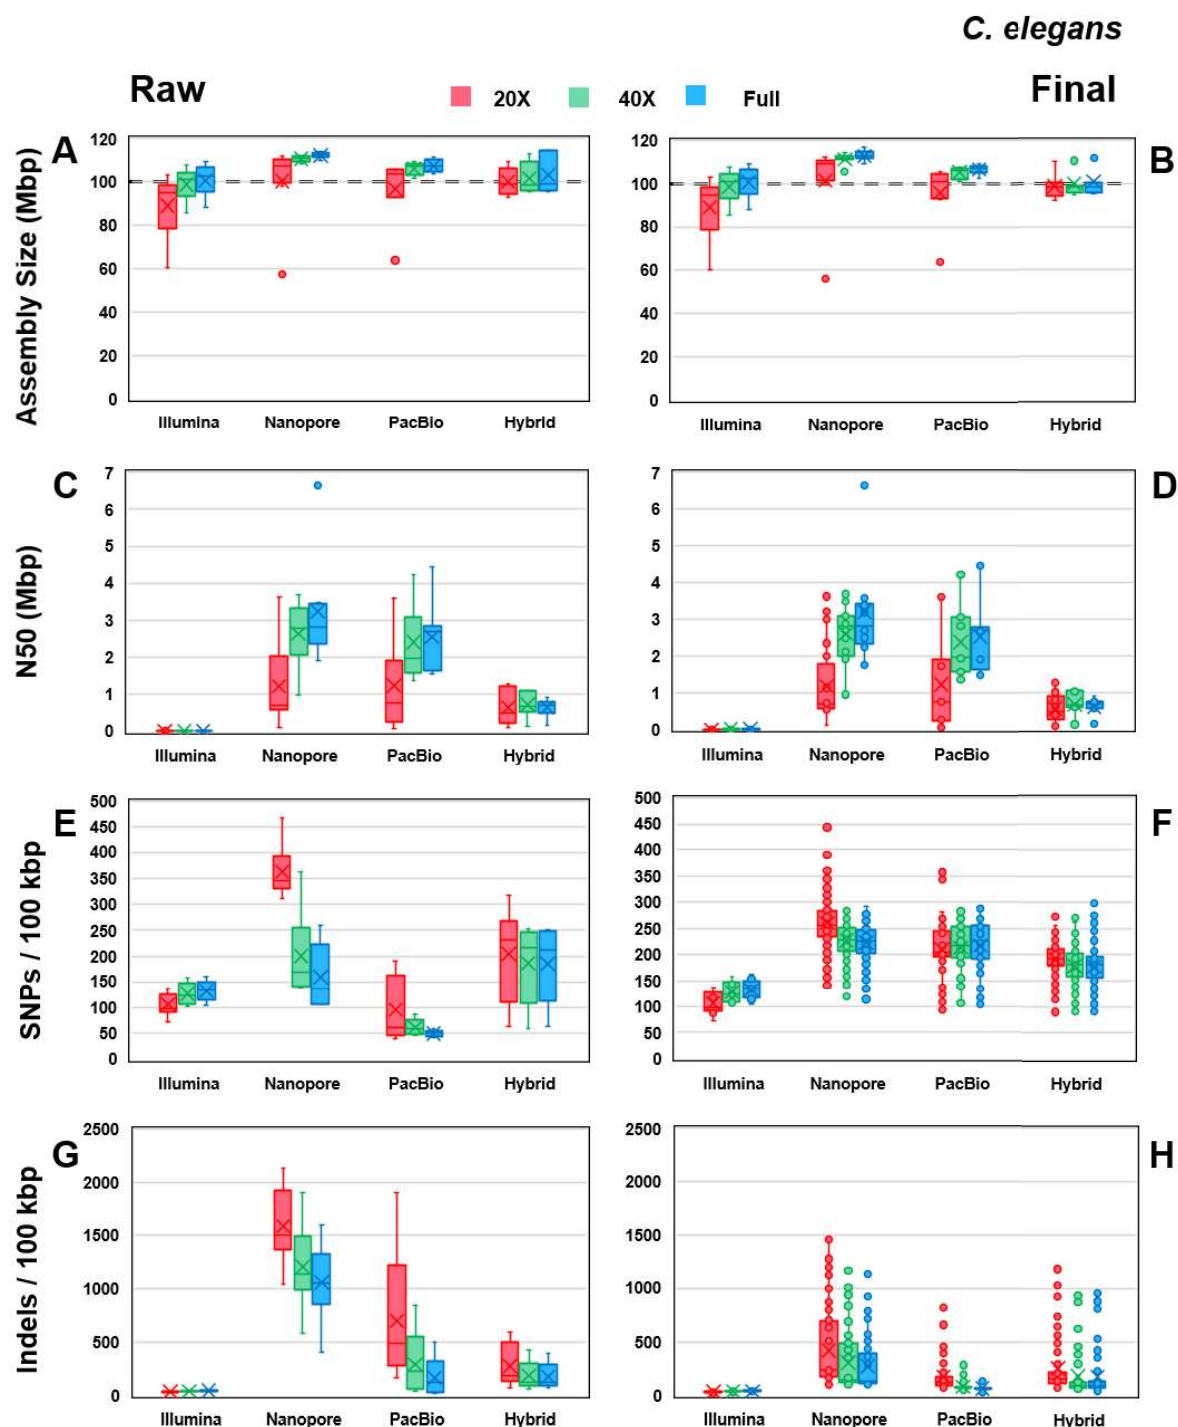 C. elegans
Raw
20X 40X Full
Final
A
Assembly Size (Mbp)
120
100
80
60
40
20
0
Illumina Nanopore PacBio Hybrid
B
120
100
80
60
40
20
0
Illumina Nanopore PacBio Hybrid
C
N50 (Mbp)
7
6
5
4
3
2
1
0
Illumina Nanopore PacBio Hybrid
D
7
6
5
4
3
2
1
0
Illumina Nanopore PacBio Hybrid
E
SNPs / 100 kbp
500
450
400
350
300
250
200
150
100
50
0
Illumina Nanopore PacBio Hybrid
F
500
450
400
350
300
250
200
150
100
50
0
Illumina Nanopore PacBio Hybrid
G
Indels / 100 kbp
2500
2000
1500
1000
500
0
Illumina Nanopore PacBio Hybrid
H
2500
2000
1500
1000
500
0
Illumina Nanopore PacBio Hybrid